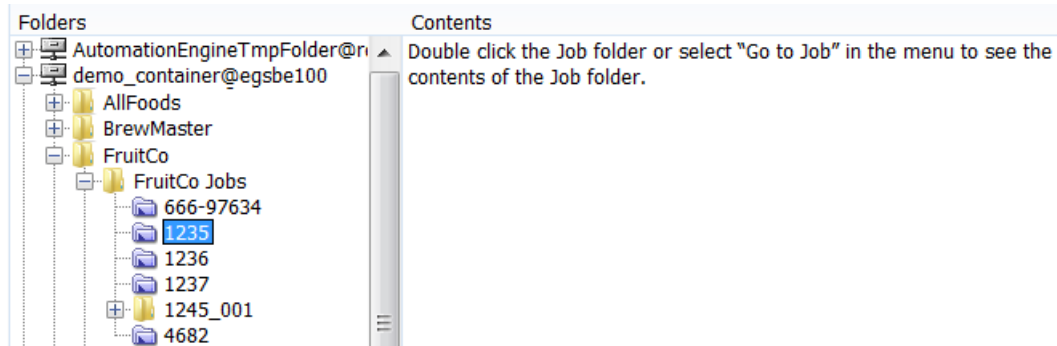 Folders
AutomationEngineTmpFolder@r
demo_container@egsbe100
AllFoods
BrewMaster
FruitCo
FruitCo Jobs
666-97634
1235
1236
1237
1245_001
4682
Contents
Double click the Job folder or select “Go to Job” in the menu to see the
contents of the Job folder.